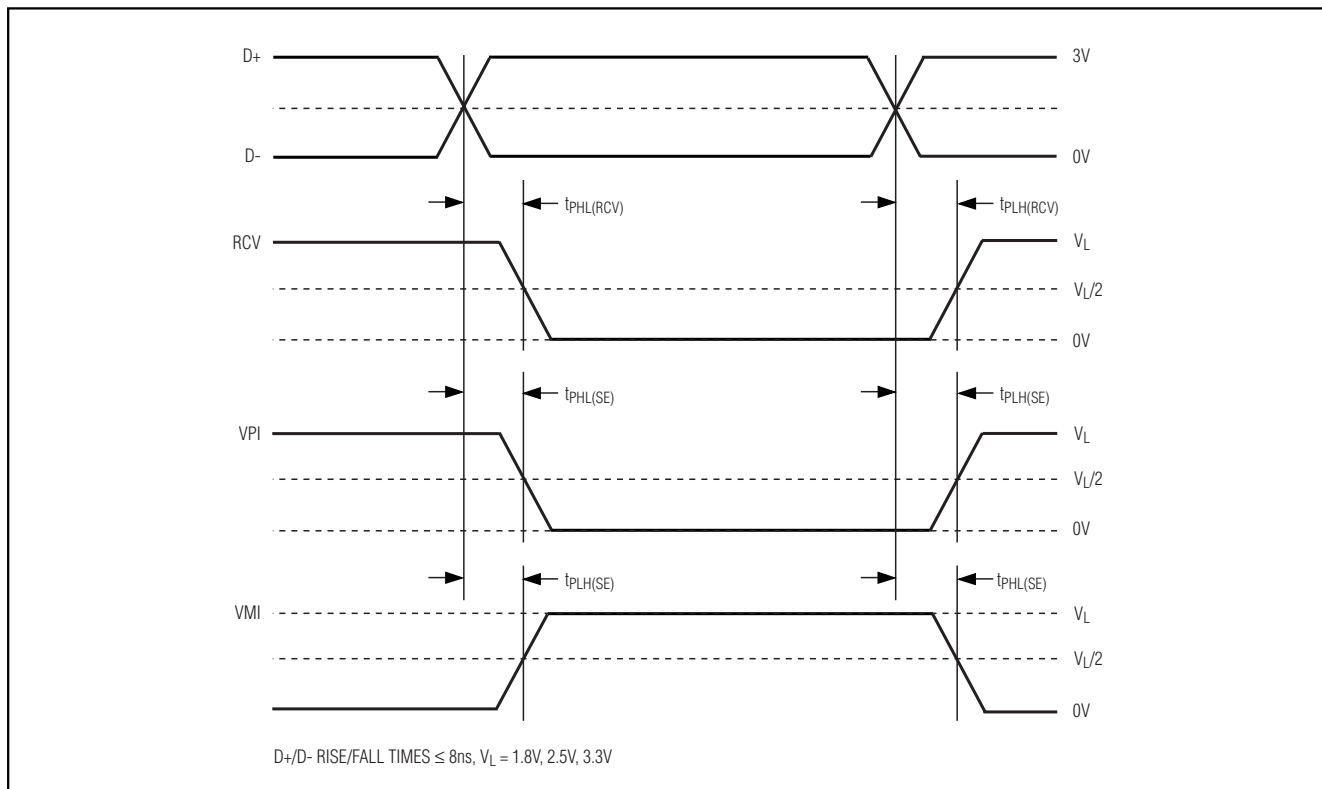 D+
3V
D-
0V
tPHL(RCV)
tPLH(RCV)
RCV
VL
VL/2
0V
tPHL(SE)
tPLH(SE)
VPI
VL
VL/2
0V
tPLH(SE)
tPHL(SE)
VMI
VL
VL/2
0V
D+/D- RISE/FALL TIMES ≤ 8ns, VL = 1.8V, 2.5V, 3.3V